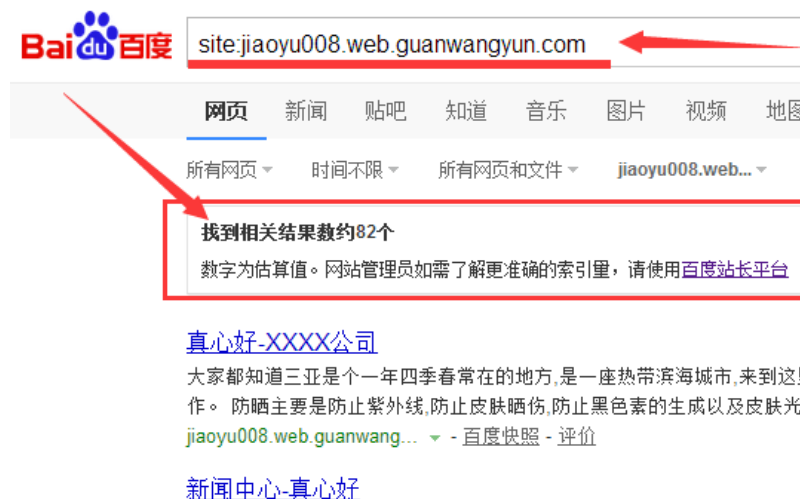 Bai du 百度
site:jiaoyu008.web.guanwangyun.com
网页 新闻 贴吧 知道 音乐 图片 视频 地图
所有网页 时间不限 所有网页和文件 jiaoyu008.web...
找到相关结果数约82个
数字为估算值。网站管理员如需了解更准确的索引量，请使用百度站长平台
真心好-XXXX公司
大家都知道三亚是个一年四季春常在的地方,是一座热带滨海城市,来到这里
作。 防晒主要是防止紫外线,防止皮肤晒伤,防止黑色素的生成以及皮肤光
jiaoyu008.web.guanwang... - 百度快照 - 评价
新闻中心-真心好